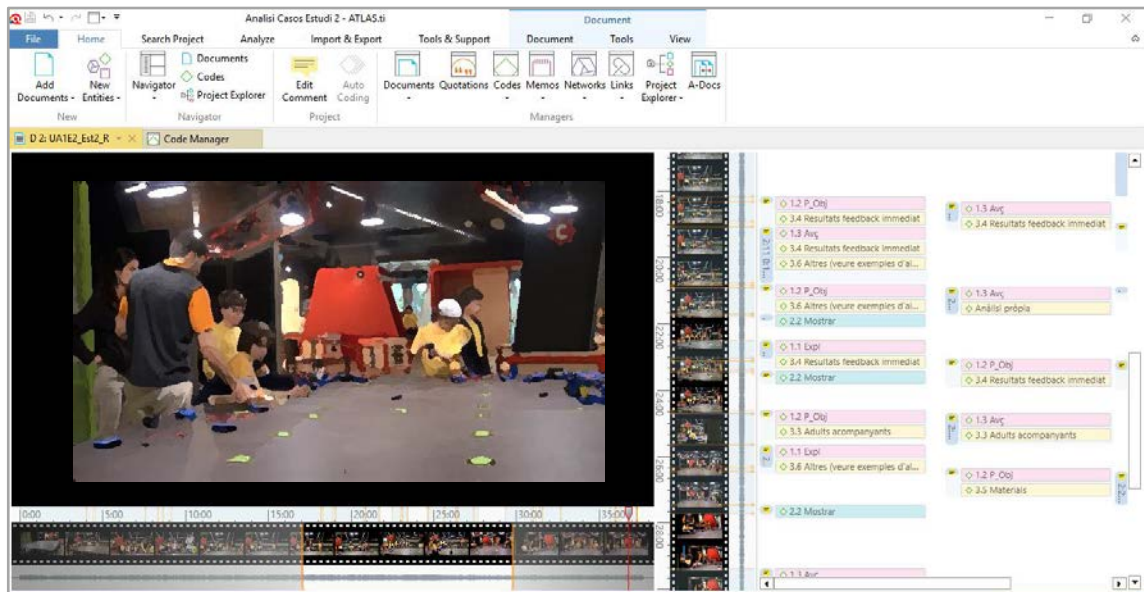 Analisi Casos Estudi 2 - ATLAS.ti
Document
File Home Search Project Analyze Import & Export Tools & Support Document Tools View
Add Documents
New Entities
Navigator
Documents
Codes
Project Explorer
Edit Comment
Auto Coding
Documents Quotations Codes Memos Networks Links Project Explorer A-Docs
New Navigator Project Managers
D 2: UA1E2_Est2_R Code Manager
18:00
20:00
22:00
24:00
26:00
28:00
1.2 P_Obj
3.4 Resultats feedback immediat
1.3 Avç
3.4 Resultats feedback immediat
3.6 Altres (veure exemples d'al...
1.2 P_Obj
3.6 Altres (veure exemples d'al...
2.2 Mostrar
1.1 Expl
3.4 Resultats feedback immediat
2.2 Mostrar
1.2 P_Obj
3.3 Adults acompanyants
1.1 Expl
3.6 Altres (veure exemples d'al...
2.2 Mostrar
1.3 Avç
1.3 Avç
3.4 Resultats feedback immediat
1.3 Avç
Anàlisi pròpia
1.2 P_Obj
3.4 Resultats feedback immediat
1.3 Avç
3.3 Adults acompanyants
1.2 P_Obj
3.5 Materials
0:00 5:00 10:00 15:00 20:00 25:00 30:00 35:00